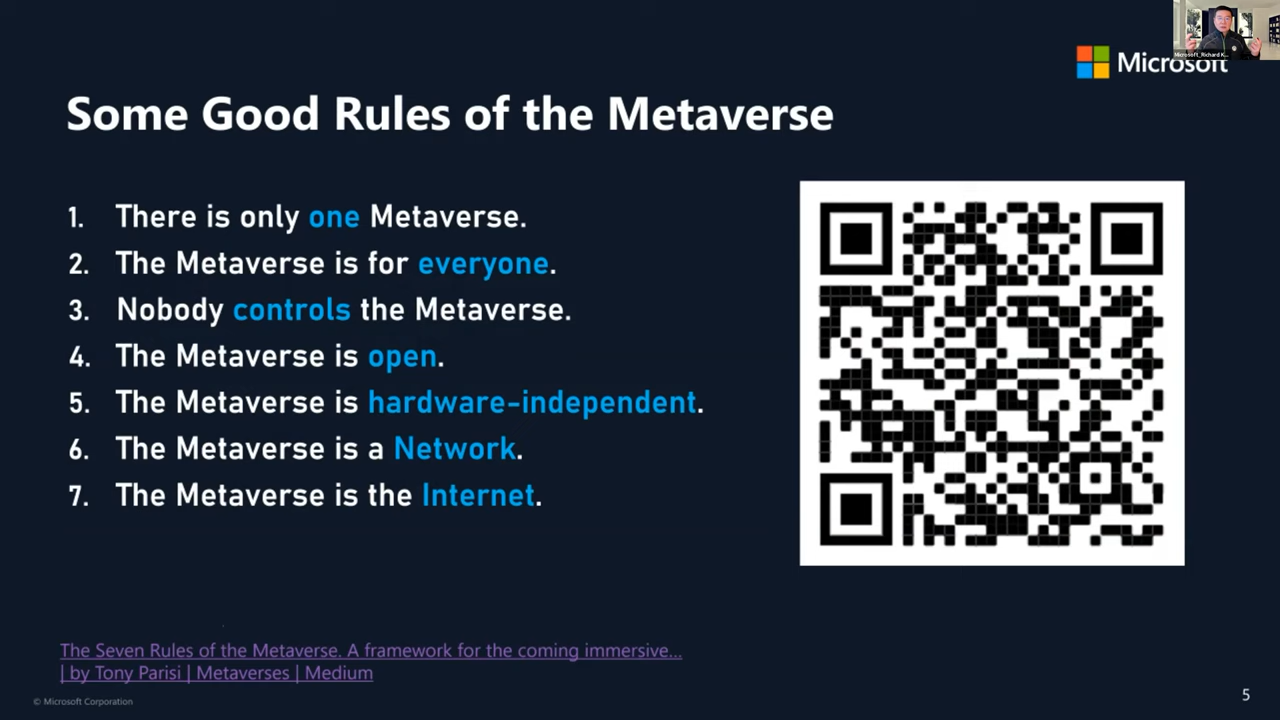 Microsoft_Richard K...
Microsoft
Some Good Rules of the Metaverse
1. There is only one Metaverse.
2. The Metaverse is for everyone.
3. Nobody controls the Metaverse.
4. The Metaverse is open.
5. The Metaverse is hardware-independent.
6. The Metaverse is a Network.
7. The Metaverse is the Internet.
The Seven Rules of the Metaverse. A framework for the coming immersive...
| by Tony Parisi | Metaverses | Medium
© Microsoft Corporation
5